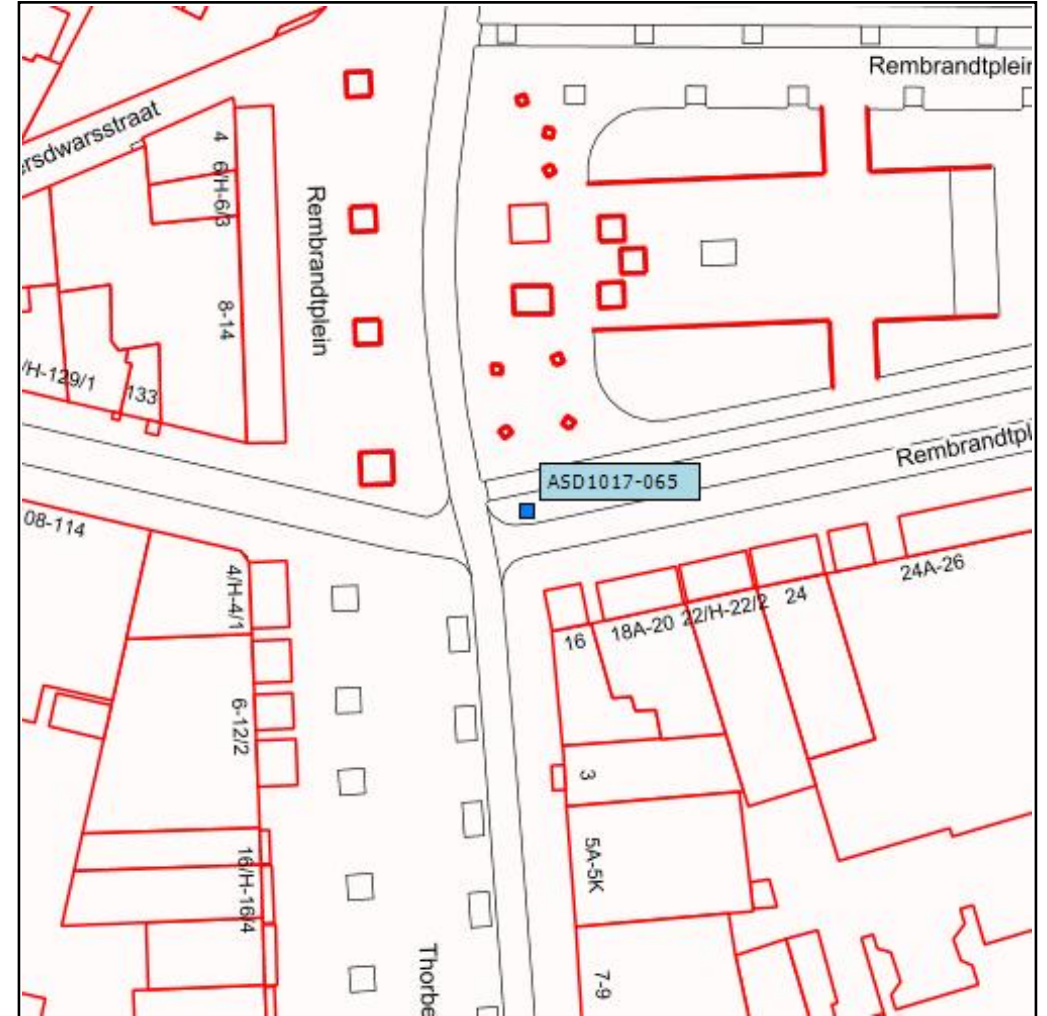 Rembrandtplein
rsdwarsstraat
4
6/H-6/3
Rembrandtplein
8-14
/H-129/1
133
ASD1017-065
Rembrandtpl
08-114
4/H-4/1
16
18A-20
22/H-22/2
24
24A-26
6-12/2
3
16/H-16/4
5A-5K
Thorbe
7-9